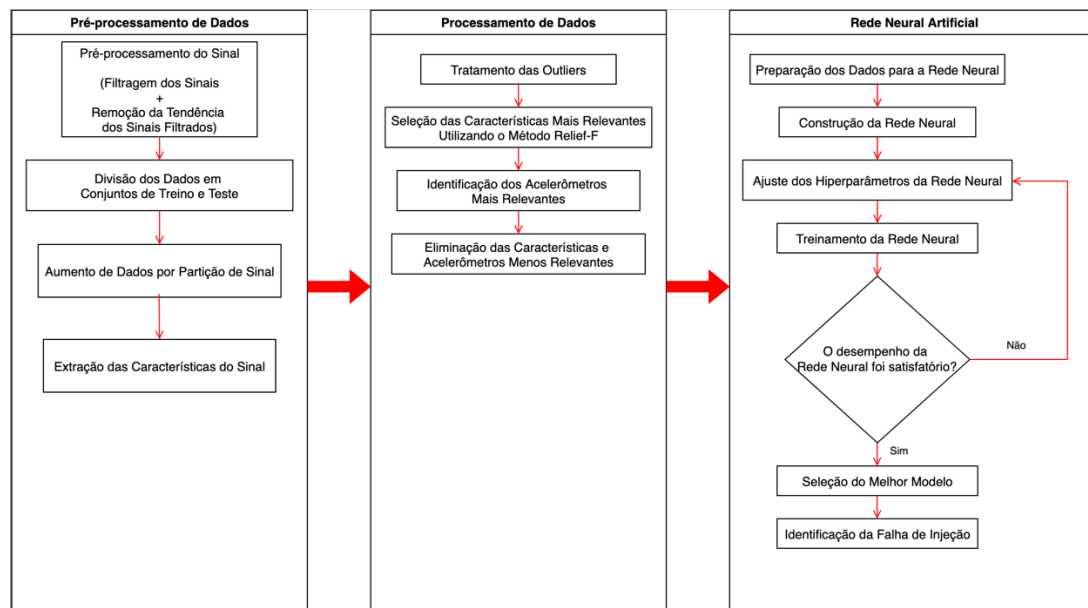 Pré-processamento de Dados
Pré-processamento do Sinal
(Filtragem dos Sinais
+
Remoção da Tendência
dos Sinais Filtrados)
Divisão dos Dados em
Conjuntos de Treino e Teste
Aumento de Dados por Partição de Sinal
Extração das Características do Sinal
Processamento de Dados
Tratamento das Outliers
Seleção das Características Mais Relevantes
Utilizando o Método Relief-F
Identificação dos Acelerômetros
Mais Relevantes
Eliminação das Características e
Acelerômetros Menos Relevantes
Rede Neural Artificial
Preparação dos Dados para a Rede Neural
Construção da Rede Neural
Ajuste dos Hiperparâmetros da Rede Neural
Treinamento da Rede Neural
O desempenho da
Rede Neural foi satisfatório?
Não
Sim
Seleção do Melhor Modelo
Identificação da Falha de Injeção